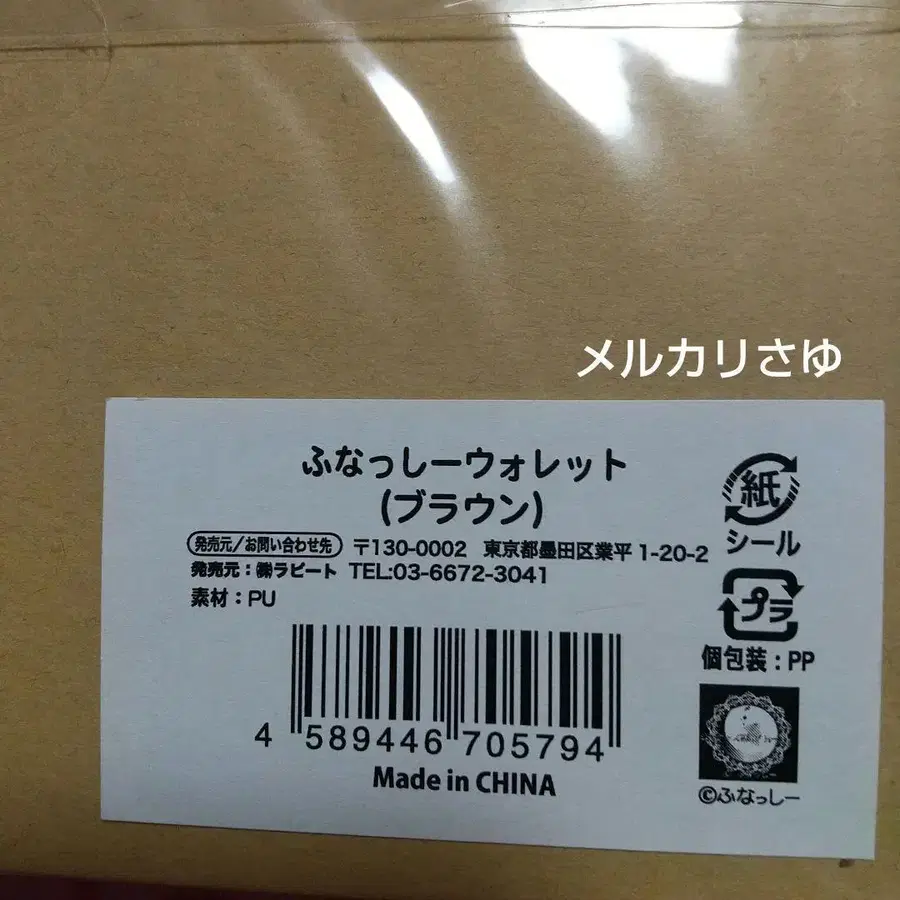 メルカリさゆ
ふなっしーウォレット
(ブラウン)
発売元/お問い合わせ先 〒130-0002 東京都墨田区業平1-20-2
発売元:㈱ラビート TEL:03-6672-3041
素材:PU
4 589446 705794
Made in CHINA
紙
シール
プラ
個包装:PP
©ふなっしー